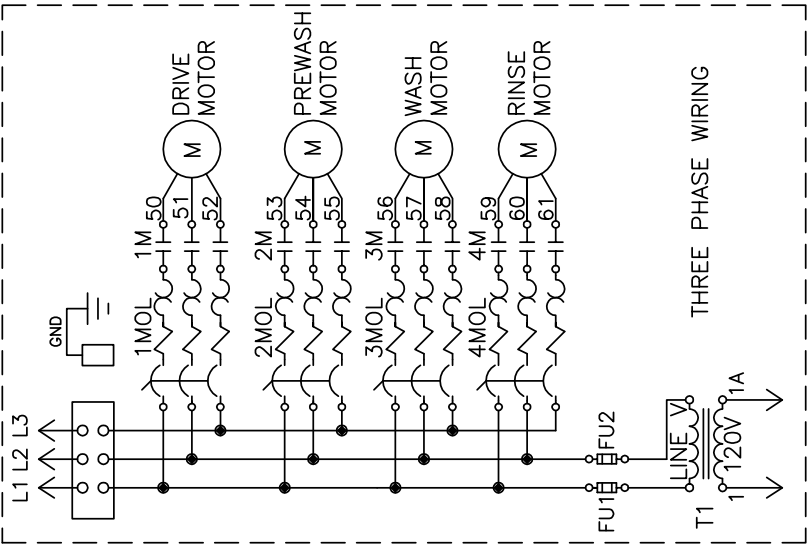 DRIVE
MOTOR
PREWASH
MOTOR
WASH
MOTOR
RINSE
MOTOR
M
M
M
M
50
51
52
53
54
55
56
57
58
59
60
61
1M
2M
3M
4M
1MOL
2MOL
3MOL
4MOL
GND
L1 L2 L3
FU1
FU2
LINE V
120V
1
1A
T1
THREE PHASE WIRING